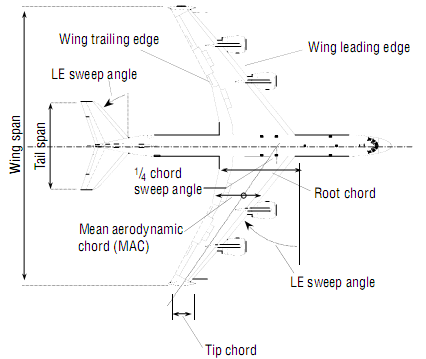 Wing trailing edge
Wing leading edge
LE sweep angle
Wing span
Tail span
1/4 chord
sweep angle
Root chord
Mean aerodynamic
chord (MAC)
LE sweep angle
Tip chord